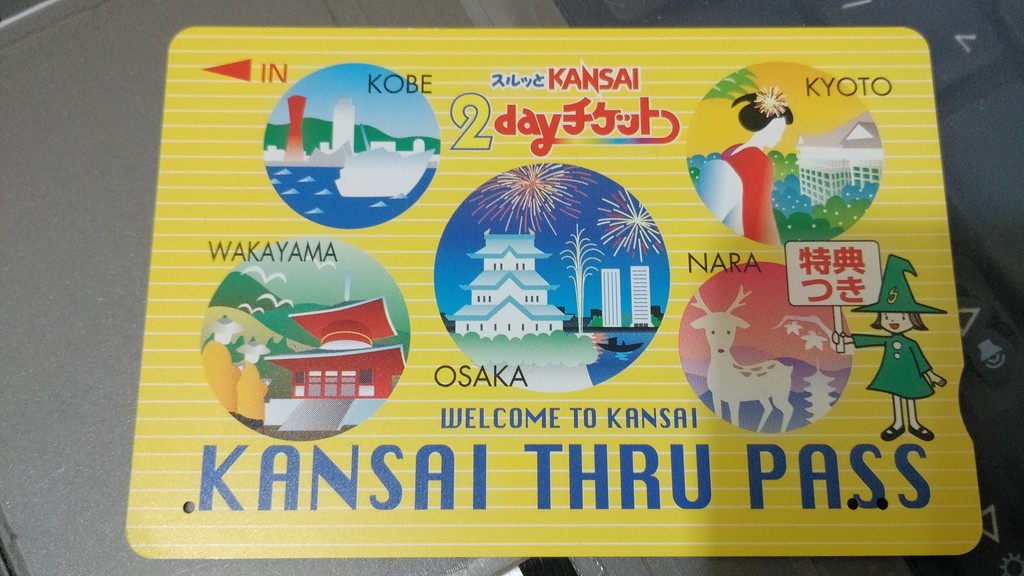 IN
KOBE
スルッとKANSAI
2dayチケット
KYOTO
WAKAYAMA
NARA
特典
つき
OSAKA
WELCOME TO KANSAI
KANSAI THRU PASS